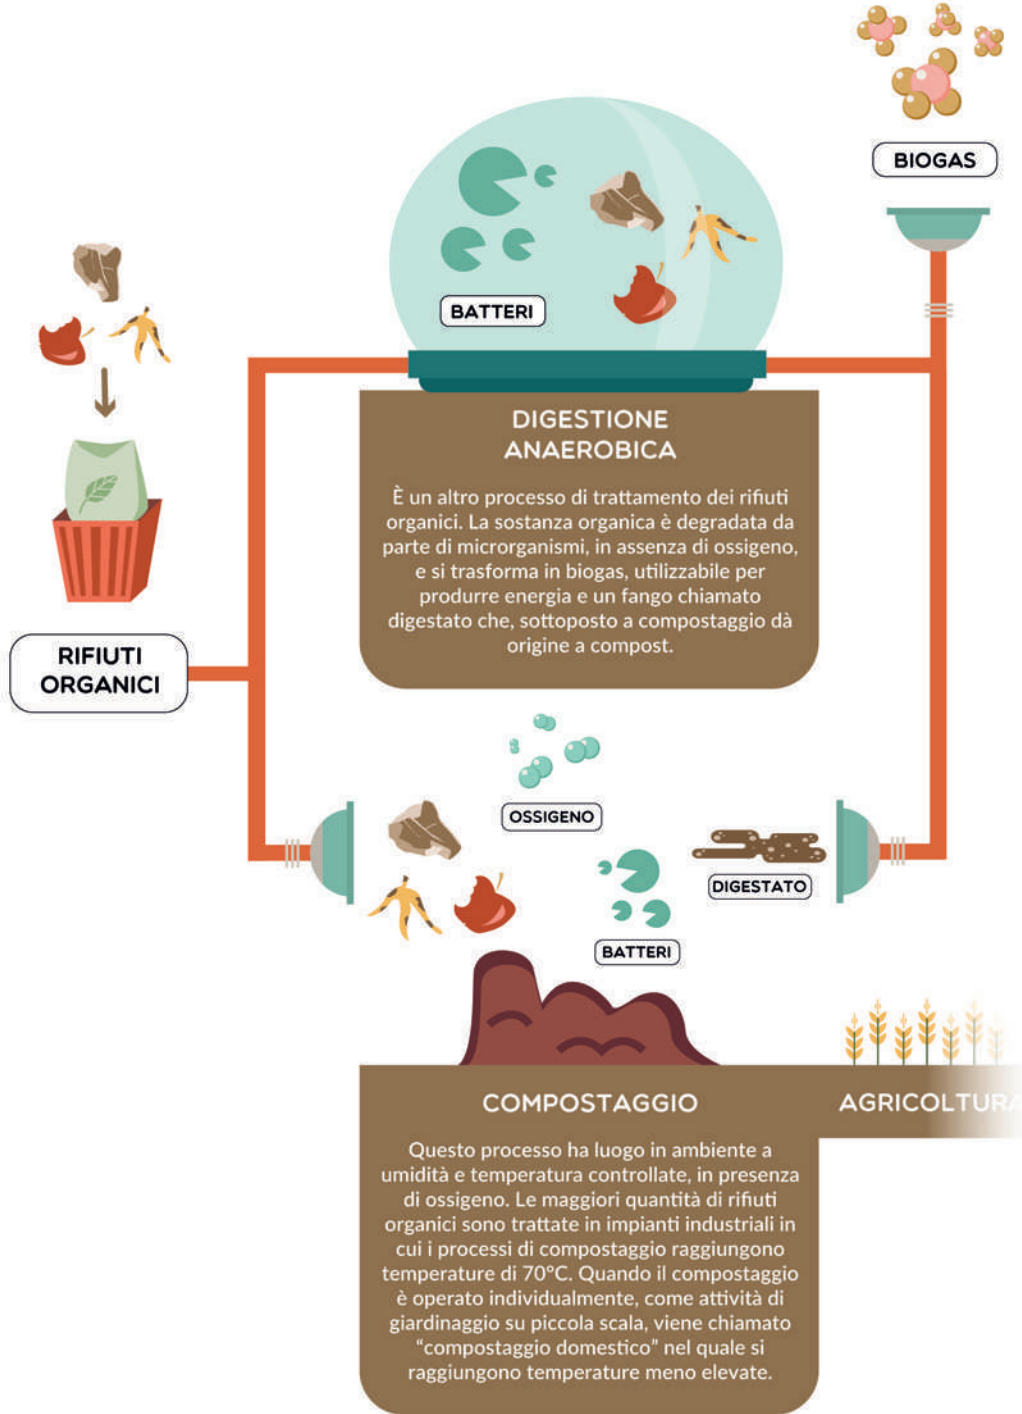 BIOGAS
BATTERI
DIGESTIONE
ANAEROBICA
È un altro processo di trattamento dei rifiuti
organici. La sostanza organica è degradata da
parte di microrganismi, in assenza di ossigeno,
e si trasforma in biogas, utilizzabile per
produrre energia e un fango chiamato
digestato che, sottoposto a compostaggio dà
origine a compost.
RIFIUTI
ORGANICI
OSSIGENO
DIGESTATO
BATTERI
COMPOSTAGGIO
Questo processo ha luogo in ambiente a
umidità e temperatura controllate, in presenza
di ossigeno. Le maggiori quantità di rifiuti
organici sono trattate in impianti industriali in
cui i processi di compostaggio raggiungono
temperature di 70°C. Quando il compostaggio
è operato individualmente, come attività di
giardinaggio su piccola scala, viene chiamato
“compostaggio domestico” nel quale si
raggiungono temperature meno elevate.
AGRICOLTURA